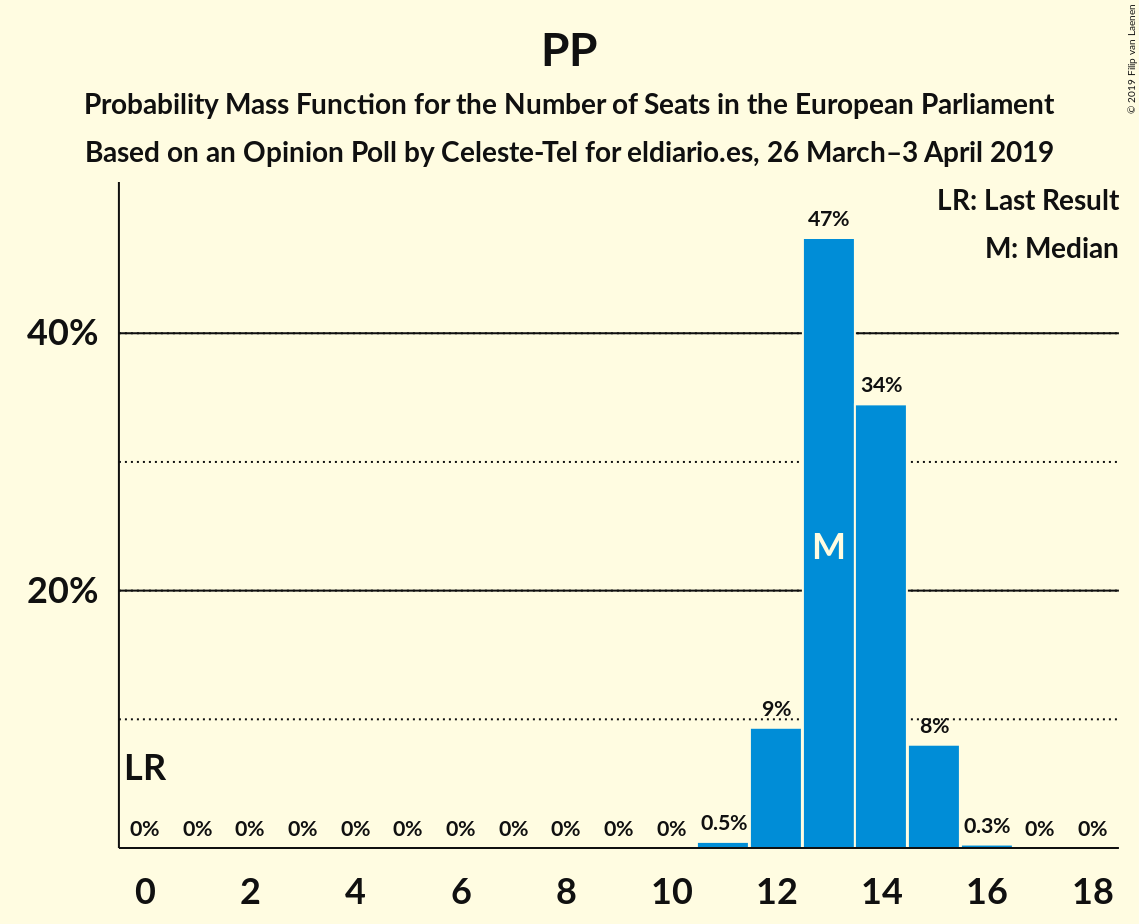 PP
Probability Mass Function for the Number of Seats in the European Parliament
Based on an Opinion Poll by Celeste-Tel for eldiario.es, 26 March–3 April 2019
© 2019 Filip van Laenen
LR: Last Result
M: Median
47%
40%
34%
M
20%
9%
8%
LR
0% 0% 0% 0% 0% 0% 0% 0% 0% 0% 0% 0.5% 0.3% 0% 0%
0 2 4 6 8 10 12 14 16 18